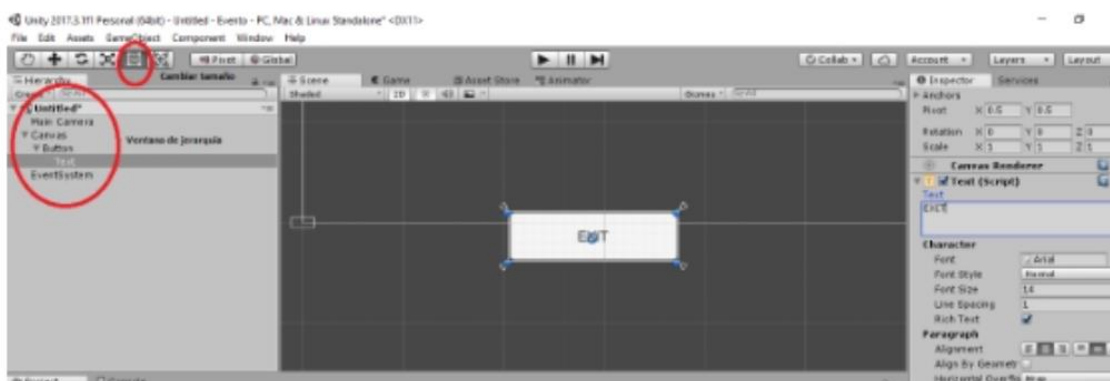 Unity 2017.3.1f1 Personal (64bit) - Untitled - Evento - PC, Mac & Linux Standalone* <DX11>
File Edit Assets GameObject Component Window Help
Pivot Global
Collab Account Layers Layout
Cambiar tamaño
Hierarchy
Scene Game Asset Store Animator
Inspector Services
Shaded 2D Gizmos
Untitled*
Main Camera
Canvas
Button
Text
EventSystem
Ventana de jerarquía
EXIT
Anchors
Pivot X 0.5 Y 0.5
Rotation X 0 Y 0 Z 0
Scale X 1 Y 1 Z 1
Canvas Renderer
Text (Script)
Text
EXIT
Character
Font Arial
Font Style Normal
Font Size 14
Line Spacing 1
Rich Text
Paragraph
Alignment
Align By Geometr